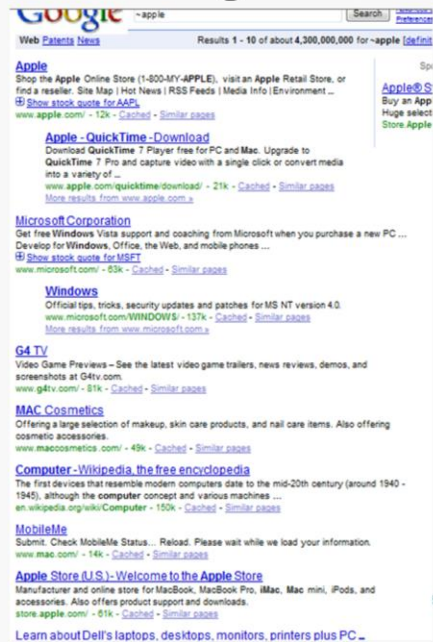 Google
~apple
Search
Preferences
Web Patents News
Results 1 - 10 of about 4,300,000,000 for ~apple [definit
Apple
Shop the Apple Online Store (1-800-MY-APPLE), visit an Apple Retail Store, or
find a reseller. Site Map | Hot News | RSS Feeds | Media Info | Environment ...
Show stock quote for AAPL
www.apple.com/ - 12k - Cached - Similar pages
Spo
Apple® S
Buy an App
Huge select
Store.Apple
Apple - QuickTime - Download
Download QuickTime 7 Player free for PC and Mac. Upgrade to
QuickTime 7 Pro and capture video with a single click or convert media
into a variety of ...
www.apple.com/quicktime/download/ - 21k - Cached - Similar pages
More results from www.apple.com »
Microsoft Corporation
Get free Windows Vista support and coaching from Microsoft when you purchase a new PC ...
Develop for Windows, Office, the Web, and mobile phones ...
Show stock quote for MSFT
www.microsoft.com/ - 63k - Cached - Similar pages
Windows
Official tips, tricks, security updates and patches for MS NT version 4.0.
www.microsoft.com/WINDOWS/ - 137k - Cached - Similar pages
More results from www.microsoft.com »
G4 TV
Video Game Previews – See the latest video game trailers, news reviews, demos, and
screenshots at G4tv.com.
www.g4tv.com/ - 81k - Cached - Similar pages
MAC Cosmetics
Offering a large selection of makeup, skin care products, and nail care items. Also offering
cosmetic accessories.
www.maccosmetics.com/ - 49k - Cached - Similar pages
Computer - Wikipedia, the free encyclopedia
The first devices that resemble modern computers date to the mid-20th century (around 1940 -
1945), although the computer concept and various machines ...
en.wikipedia.org/wiki/Computer - 150k - Cached - Similar pages
MobileMe
Submit. Check MobileMe Status... Reload. Please wait while we load your information.
www.mac.com/ - 14k - Cached - Similar pages
Apple Store (U.S.) - Welcome to the Apple Store
Manufacturer and online store for MacBook, MacBook Pro, iMac, Mac mini, iPods, and
accessories. Also offers product support and downloads.
store.apple.com/ - 61k - Cached - Similar pages
Learn about Dell's laptops, desktops, monitors, printers plus PC ...